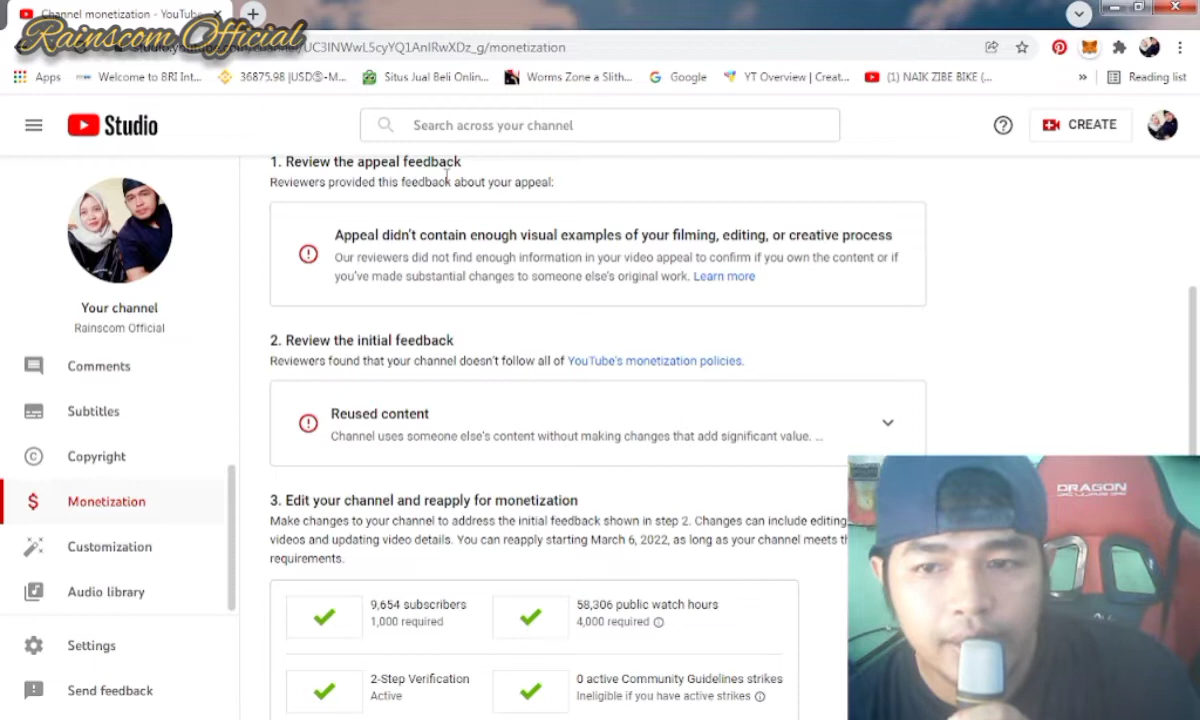 Channel monetization - YouTub
Rainscom Official
studio.youtube.com/channel/UC3INWwL5cyYQ1AnIRwXDz_g/monetization
Apps
Welcome to BRI Int...
36875.98 |USDⓈ-M...
Situs Jual Beli Onlin...
Worms Zone a Slith...
Google
YT Overview | Creat...
(1) NAIK ZIBE BIKE (...
Reading list
Studio
Search across your channel
CREATE
Your channel
Rainscom Official
Comments
Subtitles
Copyright
Monetization
Customization
Audio library
Settings
Send feedback
1. Review the appeal feedback
Reviewers provided this feedback about your appeal:
Appeal didn't contain enough visual examples of your filming, editing, or creative process
Our reviewers did not find enough information in your video appeal to confirm if you own the content or if
you've made substantial changes to someone else's original work. Learn more
2. Review the initial feedback
Reviewers found that your channel doesn't follow all of YouTube's monetization policies.
Reused content
Channel uses someone else's content without making changes that add significant value. ...
3. Edit your channel and reapply for monetization
Make changes to your channel to address the initial feedback shown in step 2. Changes can include editing
videos and updating video details. You can reapply starting March 6, 2022, as long as your channel meets th
requirements.
9,654 subscribers
1,000 required
58,306 public watch hours
4,000 required
2-Step Verification
Active
0 active Community Guidelines strikes
Ineligible if you have active strikes
DRAGON